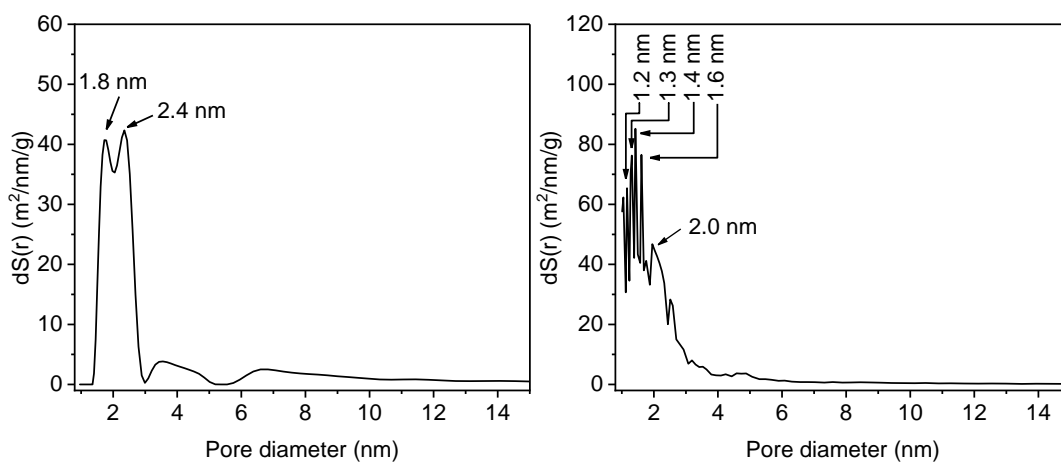 60
50
40
30
20
10
0
dS(r) (m²/nm/g)
1.8 nm
2.4 nm
2 4 6 8 10 12 14
Pore diameter (nm)
120
100
80
60
40
20
0
dS(r) (m²/nm/g)
1.2 nm
1.3 nm
1.4 nm
1.6 nm
2.0 nm
2 4 6 8 10 12 14
Pore diameter (nm)